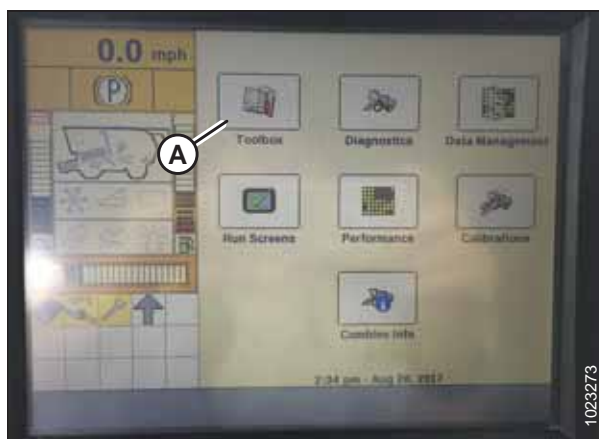 0.0 mph
(P)
A
Toolbox
Diagnostics
Data Management
Run Screens
Performance
Calibrations
Combine Info
2:34 pm - Aug 28, 2017
1023273